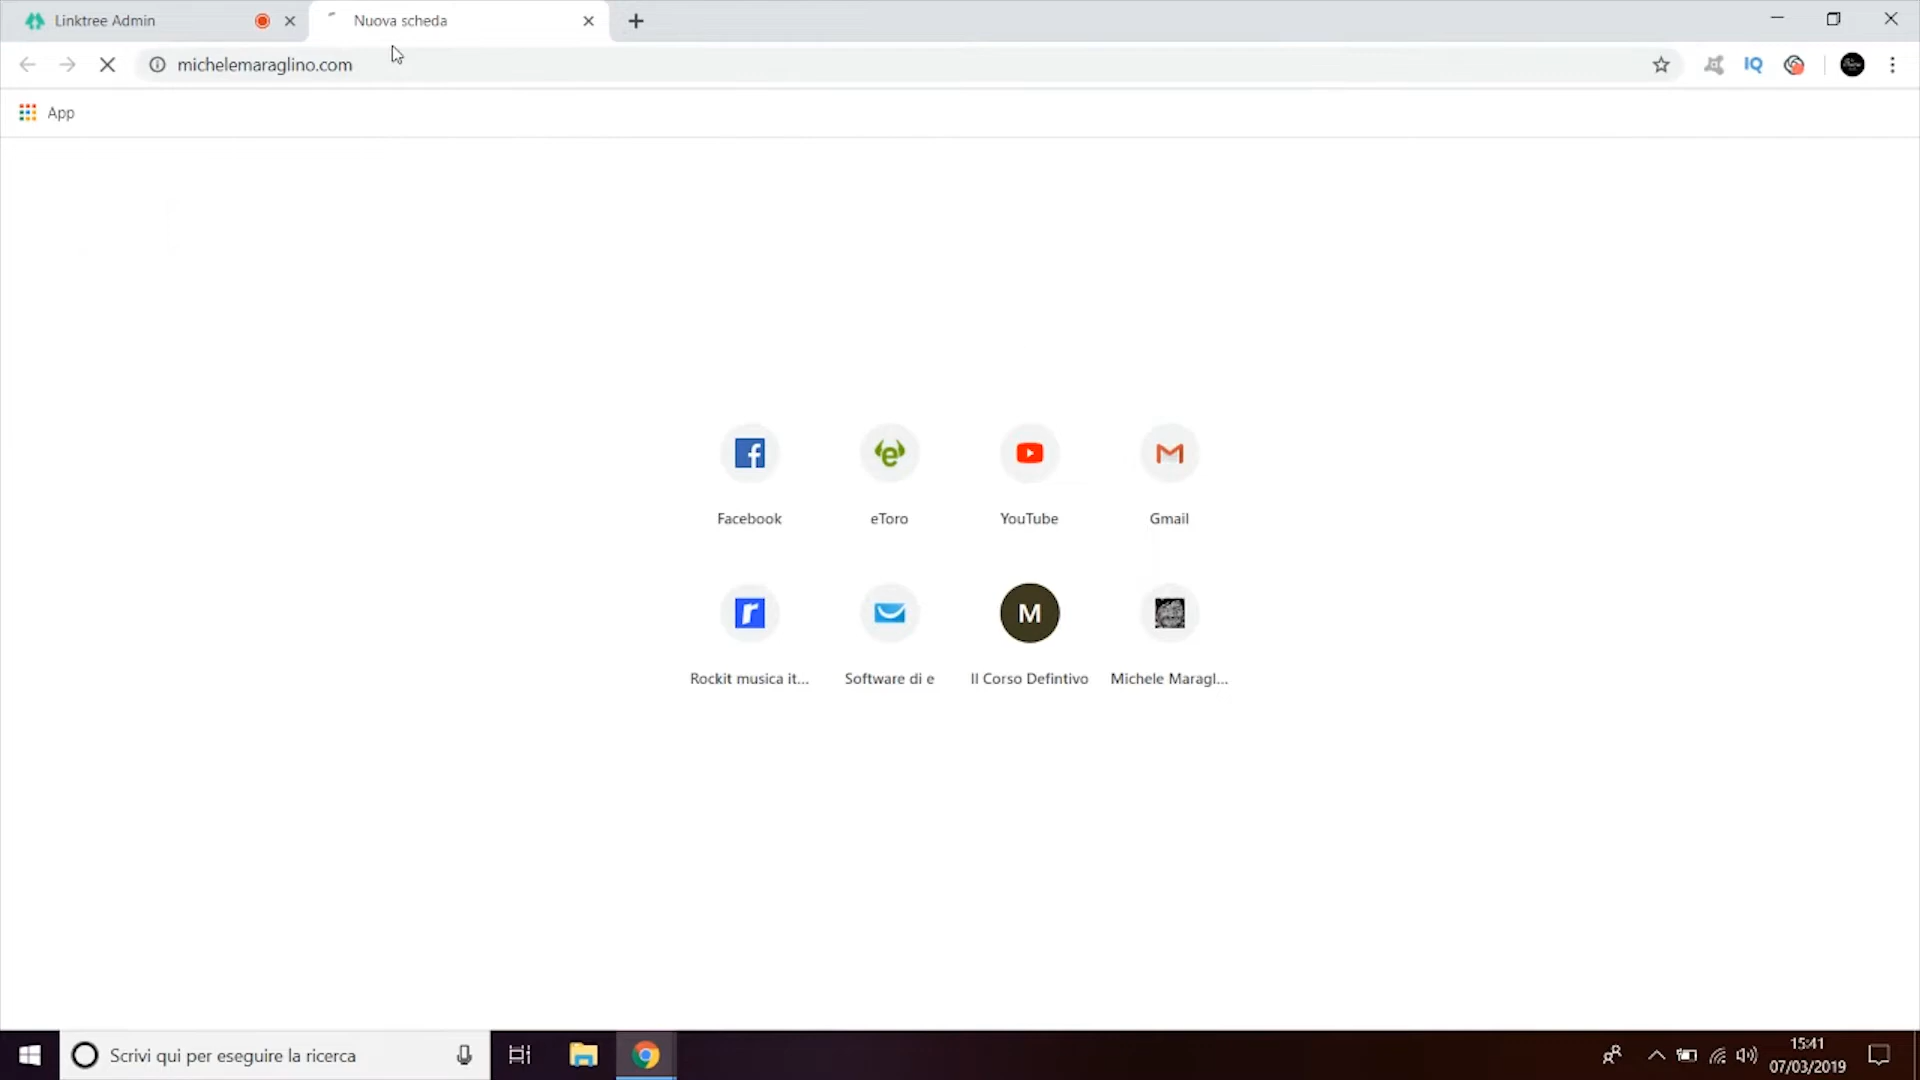 Linktree Admin
Nuova scheda
michelemaraglino.com
IQ
App
Facebook
eToro
YouTube
Gmail
Rockit musica it...
Software di e
Il Corso Defintivo
Michele Maragl...
M
Scrivi qui per eseguire la ricerca
15:41
07/03/2019